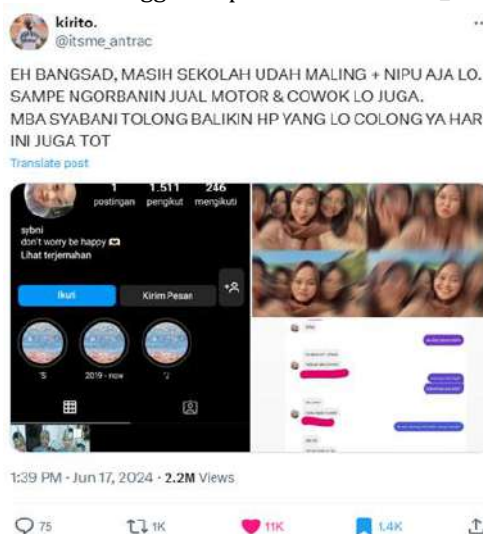 kirito.
@itsme_antrac
EH BANGSAD, MASIH SEKOLAH UDAH MALING + NIPU AJA LO.
SAMPE NGORBANIN JUAL MOTOR & COWOK LO JUGA.
MBA SYABANI TOLONG BALIKIN HP YANG LO COLONG YA HAR
INI JUGA TOT
Translate post
1 1.511 246
postingan pengikut mengikuti
sybni
don't worry be happy
Lihat terjemahan
Ikuti Kirim Pesan
'S 2019 - now
1:39 PM · Jun 17, 2024 · 2.2M Views
75 1K 11K 1.4K